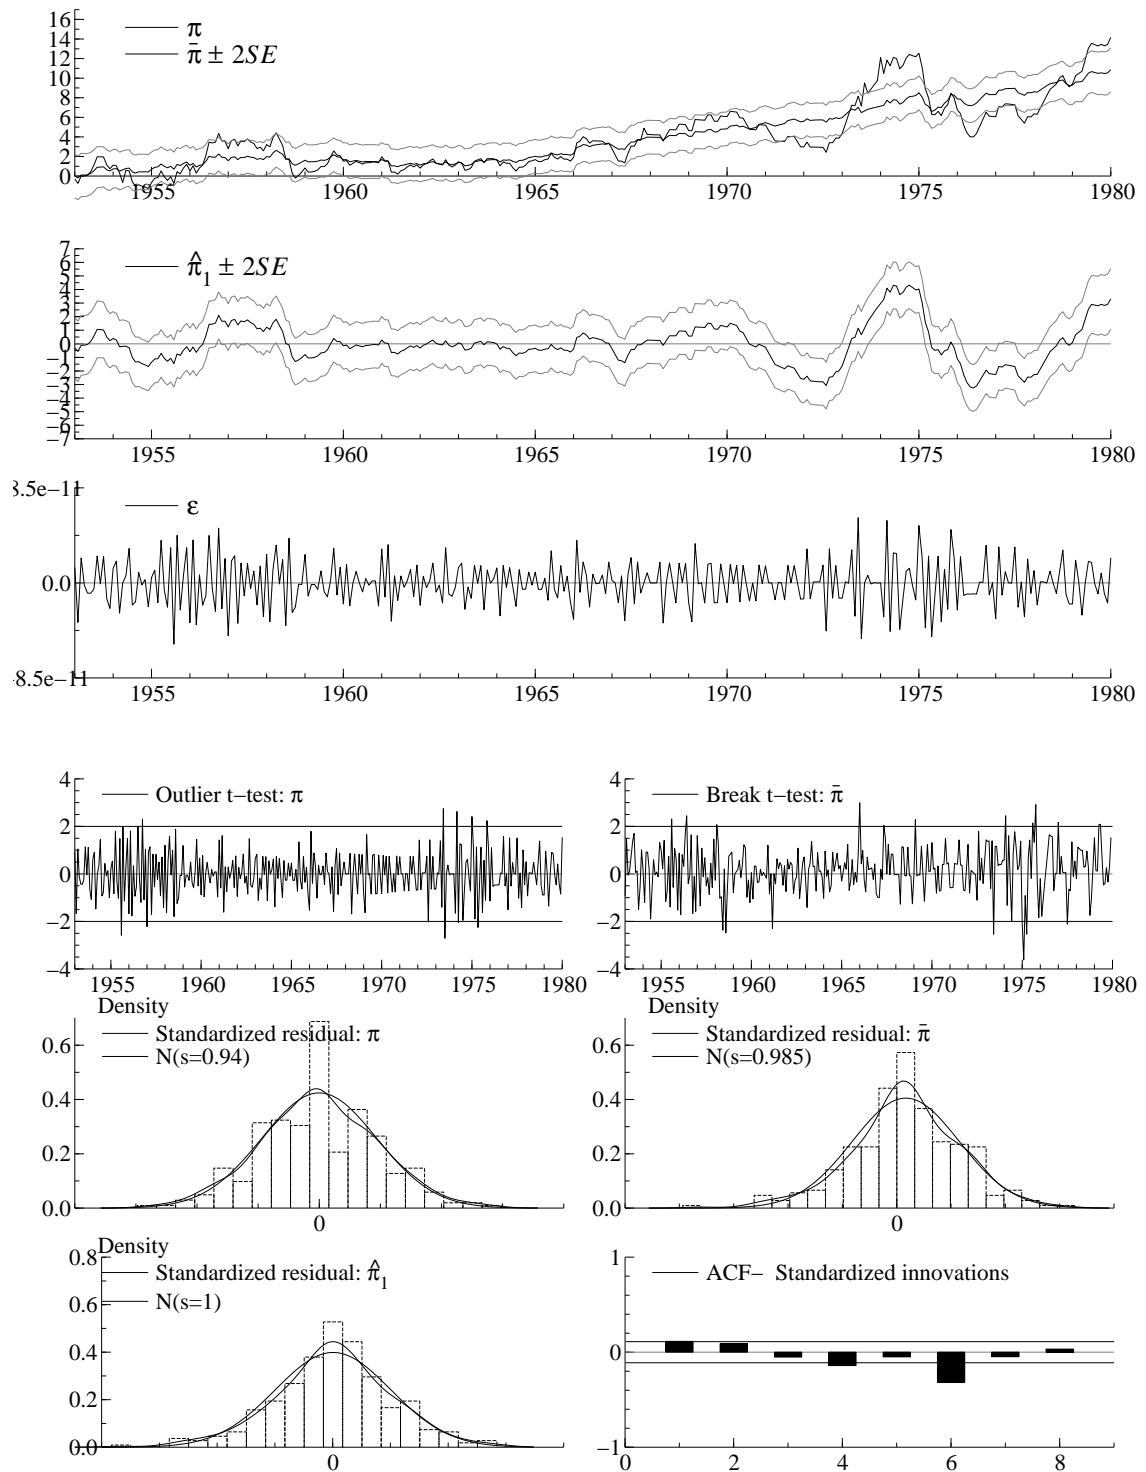 16
14
12
10
8
6
4
2
0
π
π̄ ± 2SE
1955 1960 1965 1970 1975 1980
7
6
5
4
3
2
1
0
−1
−2
−3
−4
−5
−6
−7
π̂1 ± 2SE
1955 1960 1965 1970 1975 1980
8.5e−11
0.0
-8.5e−11
ε
1955 1960 1965 1970 1975 1980
4
2
0
−2
−4
Outlier t−test: π
1955 1960 1965 1970 1975 1980
4
2
0
−2
−4
Break t−test: π̄
1955 1960 1965 1970 1975 1980
Density
Standardized residual: π
N(s=0.94)
0.6
0.4
0.2
0.0
0
Density
Standardized residual: π̄
N(s=0.985)
0.6
0.4
0.2
0.0
0
Density
Standardized residual: π̂1
N(s=1)
0.8
0.6
0.4
0.2
0.0
0
1
0
−1
ACF− Standardized innovations
0 2 4 6 8